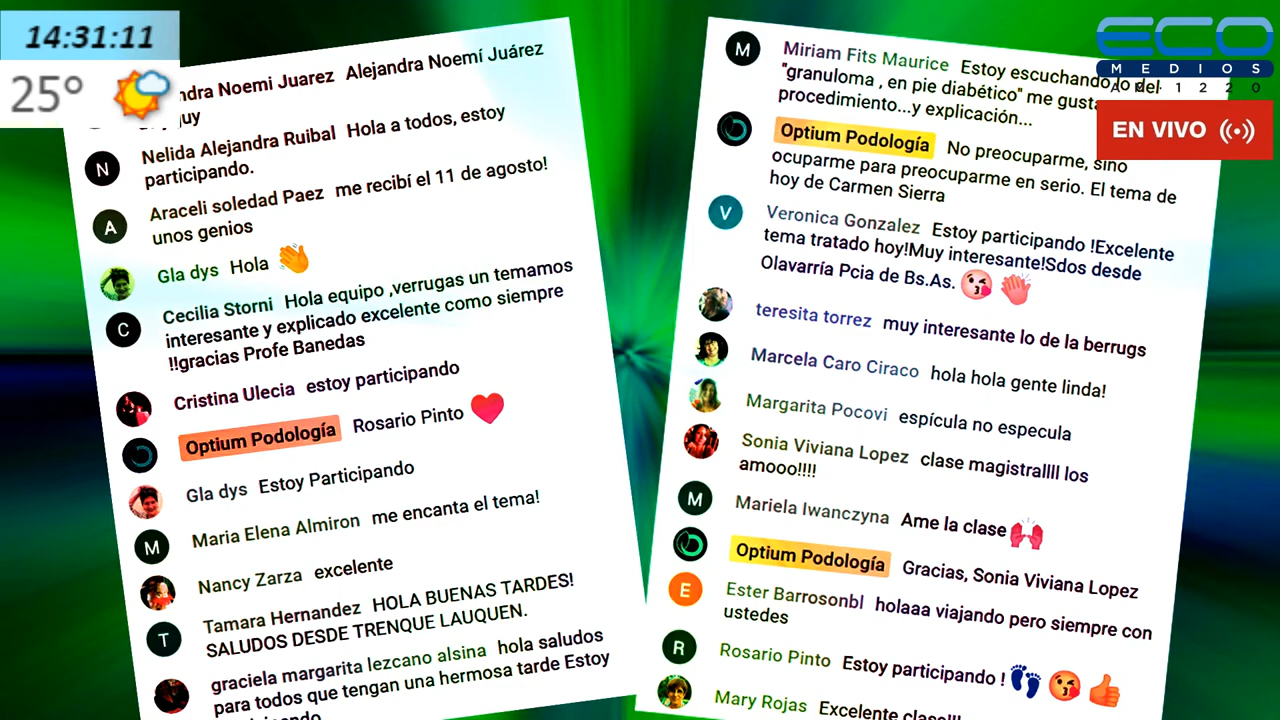 14:31:11
25°
ndra Noemi Juarez Alejandra Noemí Juárez
Nelida Alejandra Ruibal Hola a todos, estoy
participando.
Araceli soledad Paez me recibí el 11 de agosto!
unos genios
Gla dys Hola 👋
Cecilia Storni Hola equipo ,verrugas un temamos
interesante y explicado excelente como siempre
!!gracias Profe Banedas
Cristina Ulecia estoy participando
Optium Podología Rosario Pinto ❤️
Gla dys Estoy Participando
Maria Elena Almiron me encanta el tema!
Nancy Zarza excelente
Tamara Hernandez HOLA BUENAS TARDES!
SALUDOS DESDE TRENQUE LAUQUEN.
graciela margarita lezcano alsina hola saludos
para todos que tengan una hermosa tarde Estoy
N
A
C
M
T
Miriam Fits Maurice Estoy escuchando lo del
"granuloma , en pie diabético" me gusta
procedimiento...y explicación...
Optium Podología No preocuparme, sino
ocuparme para preocuparme en serio. El tema de
hoy de Carmen Sierra
Veronica Gonzalez Estoy participando !Excelente
tema tratado hoy!Muy interesante!Sdos desde
Olavarría Pcia de Bs.As. 😘 👏
teresita torrez muy interesante lo de la berrugs
Marcela Caro Ciraco hola hola gente linda!
Margarita Pocovi espícula no especula
Sonia Viviana Lopez clase magistrallll los
amooo!!!!
Mariela Iwanczyna Ame la clase 🙌
Optium Podología Gracias, Sonia Viviana Lopez
Ester Barrosonbl holaaa viajando pero siempre con
ustedes
Rosario Pinto Estoy participando ! 👣 😘 👍
Mary Rojas Excelente clase!!!
M
V
M
E
R
ECO
MEDIOS
AM 1220
EN VIVO